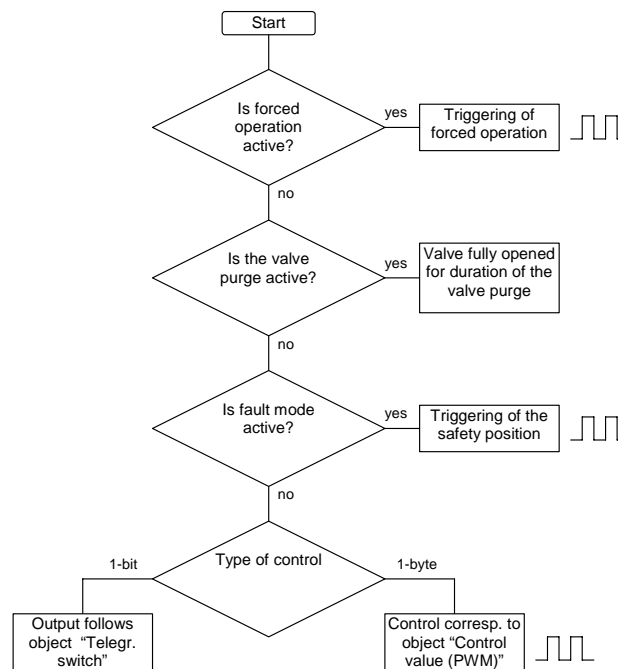 Start
Is forced
operation
active?
yes
Triggering of
forced operation
no
Is the valve
purge active?
yes
Valve fully opened
for duration of the
valve purge
no
Is fault mode
active?
yes
Triggering of the
safety position
no
Type of control
1-bit
1-byte
Output follows
object “Telegr.
switch”
Control corresp. to
object “Control
value (PWM)”